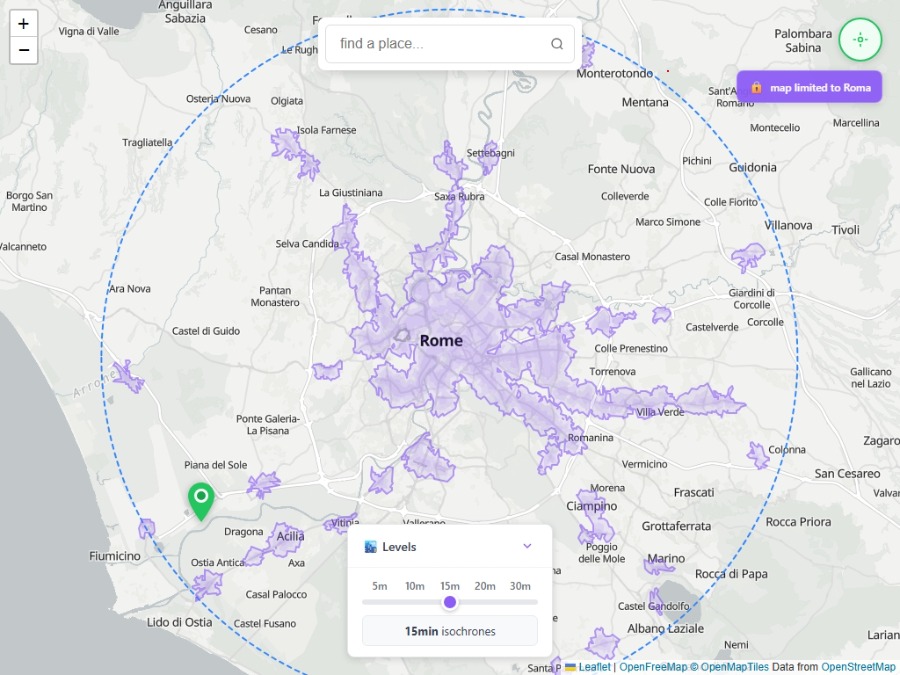 +
−
find a place...
map limited to Roma
Anguillara
Sabazia
Vigna di Valle
Cesano
Le Rugh
Palombara
Sabina
Monterotondo
Sant'A
Romano
Mentana
Osteria Nuova
Olgiata
Montecelio
Marcellina
Isola Farnese
Tragliatella
Settebagni
Pichini
Fonte Nuova
Guidonia
Borgo San
Martino
La Giustiniana
Saxa Rubra
Colleverde
Colle Fiorito
Marco Simone
Villanova
Tivoli
Valcanneto
Selva Candida
Casal Monastero
Ara Nova
Pantan
Monastero
Giardini di
Corcolle
Castel di Guido
Rome
Castelverde
Corcolle
Colle Prenestino
Torrenova
Gallicano
nel Lazio
Arrone
Villa Verde
Ponte Galeria-
La Pisana
Romanina
Colonna
Zagaro
Piana del Sole
Vermicino
San Cesareo
Morena
Frascati
Valvar
Ciampino
Vitinia
Vallerano
Grottaferrata
Rocca Priora
Dragona
Acilia
Fiumicino
Poggio
delle Mole
Marino
Ostia Antica
Axa
Rocca di Papa
Casal Palocco
Castel Gandolfo
Lido di Ostia
Castel Fusano
Albano Laziale
Larian
Nemi
Santa P
Levels
5m 10m 15m 20m 30m
15min isochrones
Leaflet | OpenFreeMap © OpenMapTiles Data from OpenStreetMap